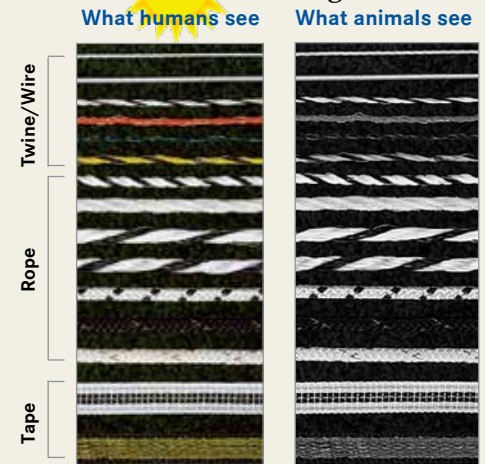 What humans see
What animals see
Twine/Wire
Rope
Tape